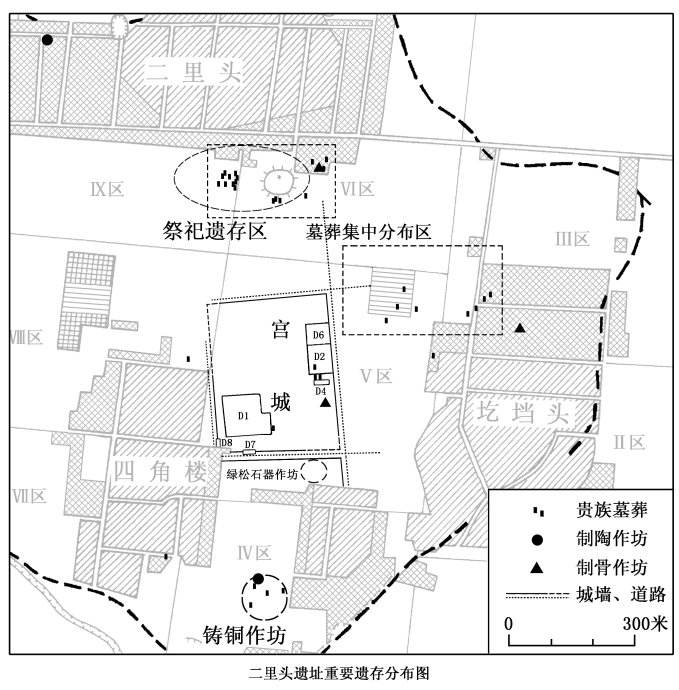 二里头
IX区
VI区
祭祀遗存区
墓葬集中分布区
III区
VIII区
宫
城
D6
D2
D4
D1
D8
D7
V区
圪垱头
II区
四角楼
绿松石器作坊
VII区
IV区
铸铜作坊
贵族墓葬
制陶作坊
制骨作坊
城墙、道路
0 300米
二里头遗址重要遗存分布图